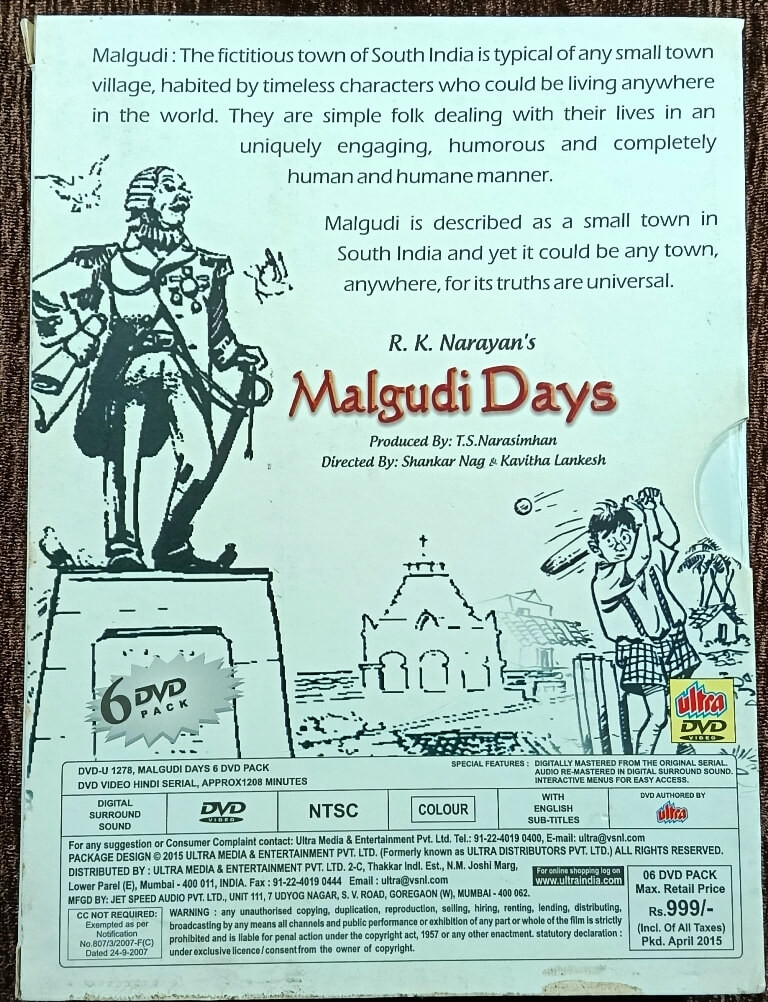 Malgudi : The fictitious town of South India is typical of any small town
village, habited by timeless characters who could be living anywhere
in the world. They are simple folk dealing with their lives in an
uniquely engaging, humorous and completely
human and humane manner.
Malgudi is described as a small town in
South India and yet it could be any town,
anywhere, for its truths are universal.
R. K. Narayan's
Malgudi Days
Produced By: T.S.Narasimhan
Directed By: Shankar Nag & Kavitha Lankesh
6 DVD
PACK
ultra
DVD
VIDEO
DVD-U 1278, MALGUDI DAYS 6 DVD PACK
DVD VIDEO HINDI SERIAL, APPROX1208 MINUTES
SPECIAL FEATURES : DIGITALLY MASTERED FROM THE ORIGINAL SERIAL.
AUDIO RE-MASTERED IN DIGITAL SURROUND SOUND.
INTERACTIVE MENUS FOR EASY ACCESS.
DIGITAL
SURROUND
SOUND
DVD
VIDEO
NTSC
COLOUR
WITH
ENGLISH
SUB-TITLES
DVD AUTHORED BY
ultra
For any suggestion or Consumer Complaint contact: Ultra Media & Entertainment Pvt. Ltd. Tel.: 91-22-4019 0400, E-mail: ultra@vsnl.com
PACKAGE DESIGN © 2015 ULTRA MEDIA & ENTERTAINMENT PVT. LTD. (Formerly known as ULTRA DISTRIBUTORS PVT. LTD.) ALL RIGHTS RESERVED.
DISTRIBUTED BY : ULTRA MEDIA & ENTERTAINMENT PVT. LTD. 2-C, Thakkar Indl. Est., N.M. Joshi Marg,
Lower Parel (E), Mumbai - 400 011, INDIA. Fax : 91-22-4019 0444 Email : ultra@vsnl.com
For online shopping log on
www.ultraindia.com
MFGD BY: JET SPEED AUDIO PVT. LTD., UNIT 111, 7 UDYOG NAGAR, S. V. ROAD, GOREGAON (W), MUMBAI - 400 062.
CC NOT REQUIRED:
Exempted as per
Notification
No.807/3/2007-F(C)
Dated 24-9-2007
WARNING : any unauthorised copying, duplication, reproduction, selling, hiring, renting, lending, distributing,
broadcasting by any means all channels and public performance or exhibition of any part or whole of the film is strictly
prohibited and is liable for penal action under the copyright act, 1957 or any other enactment. statutory declaration :
under exclusive licence / consent from the owner of copyright.
06 DVD PACK
Max. Retail Price
Rs.999/-
(Incl. Of All Taxes)
Pkd. April 2015